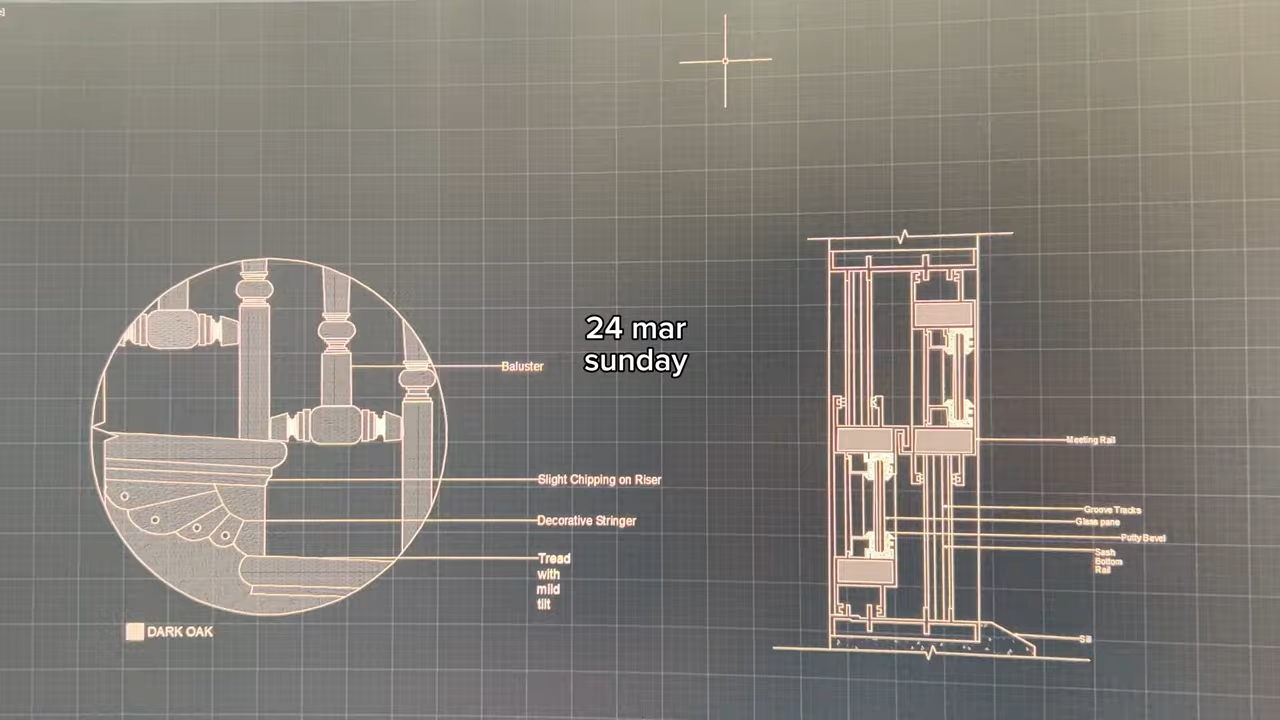 24 mar
sunday
Baluster
Slight Chipping on Riser
Decorative Stringer
Tread
with
mild
tilt
DARK OAK
Meeting Rail
Groove Tracks
Glass pane
Putty Bevel
Sash
Bottom
Rail
Sill